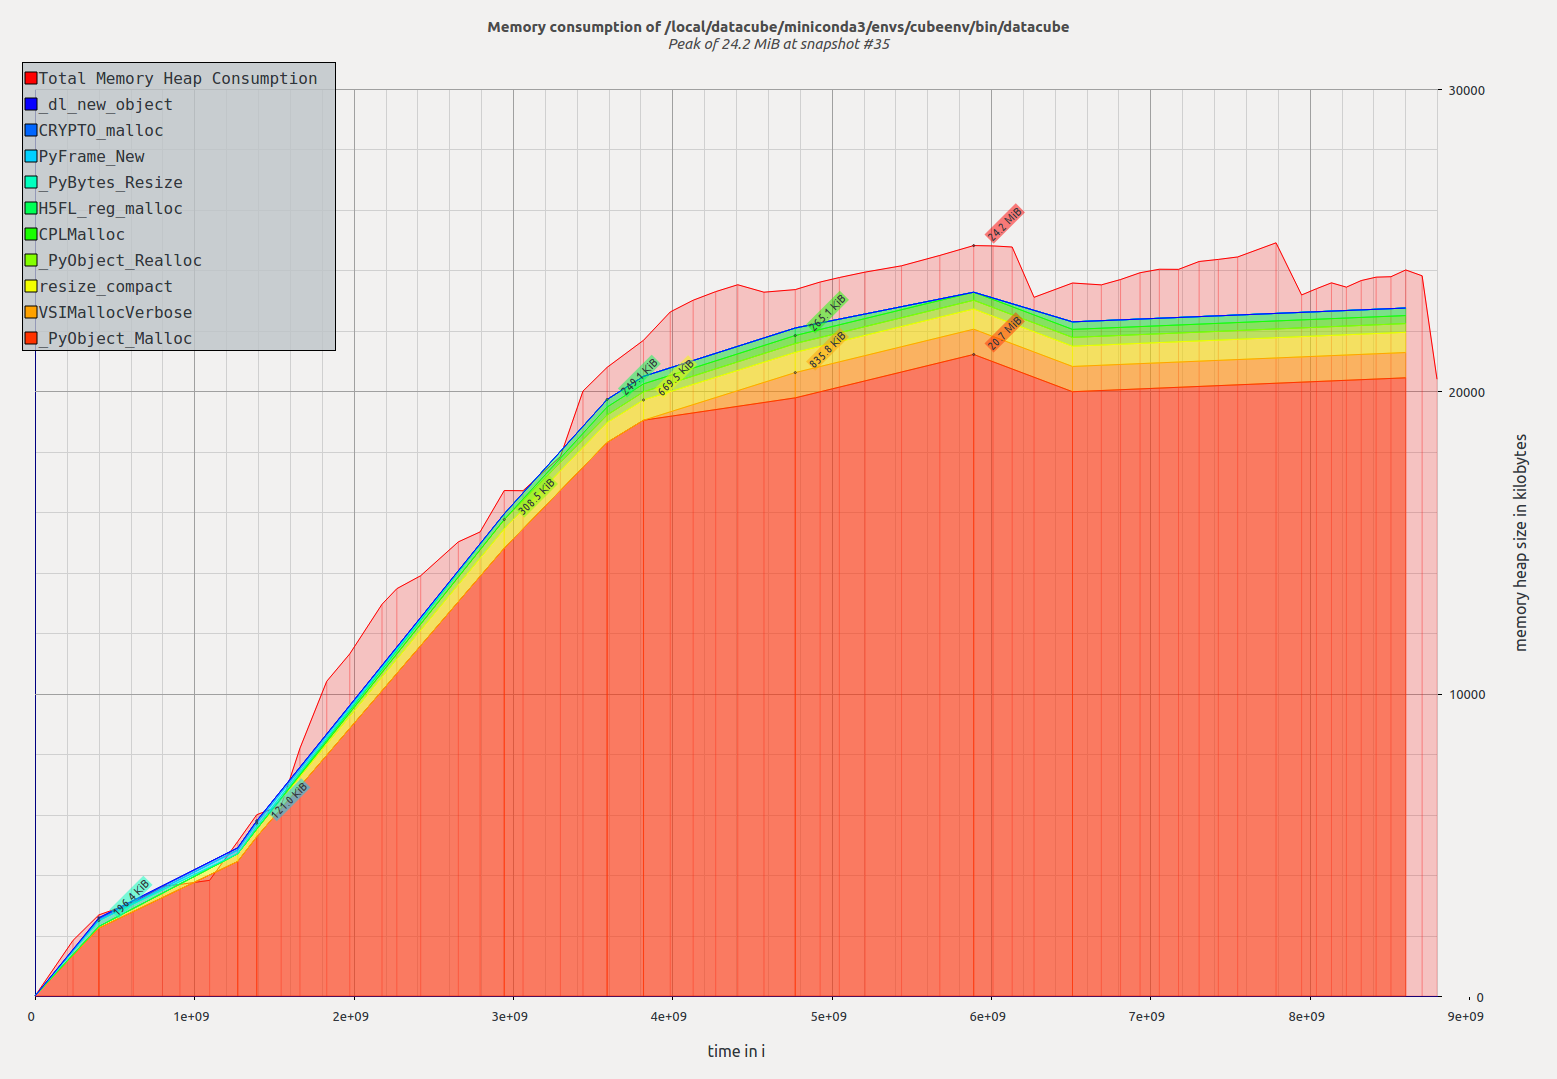 Memory consumption of /local/datacube/miniconda3/envs/cubeenv/bin/datacube
Peak of 24.2 MiB at snapshot #35
Total Memory Heap Consumption
_dl_new_object
CRYPTO_malloc
PyFrame_New
_PyBytes_Resize
H5FL_reg_malloc
CPLMalloc
_PyObject_Realloc
resize_compact
VSIMallocVerbose
_PyObject_Malloc
30000
20000
10000
0
memory heap size in kilobytes
24.2 MiB
265.1 KiB
20.7 MiB
835.8 KiB
249.1 KiB
669.5 KiB
308.5 KiB
121.0 KiB
196.4 KiB
0
1e+09
2e+09
3e+09
4e+09
5e+09
6e+09
7e+09
8e+09
9e+09
time in i